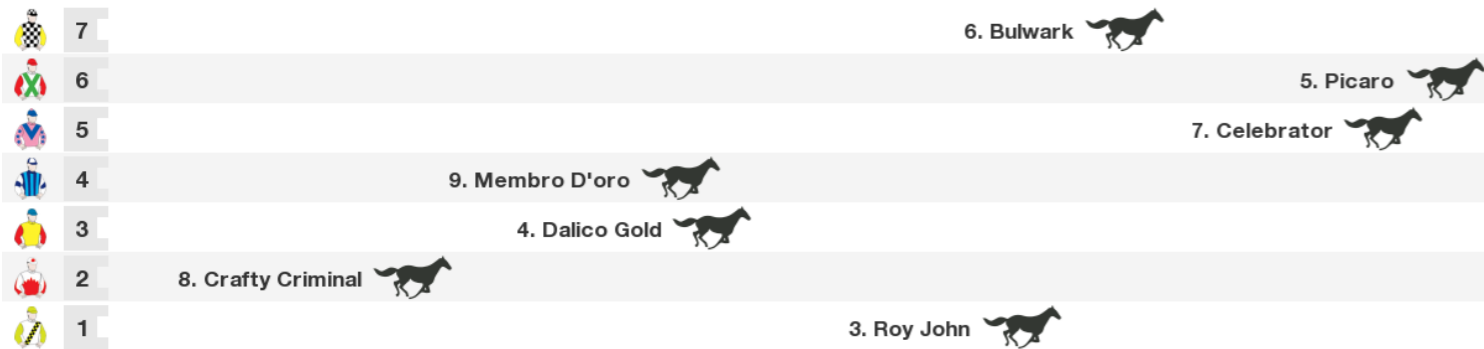 7 6. Bulwark
6 5. Picaro
5 7. Celebrator
4 9. Membro D'oro
3 4. Dalico Gold
2 8. Crafty Criminal
1 3. Roy John